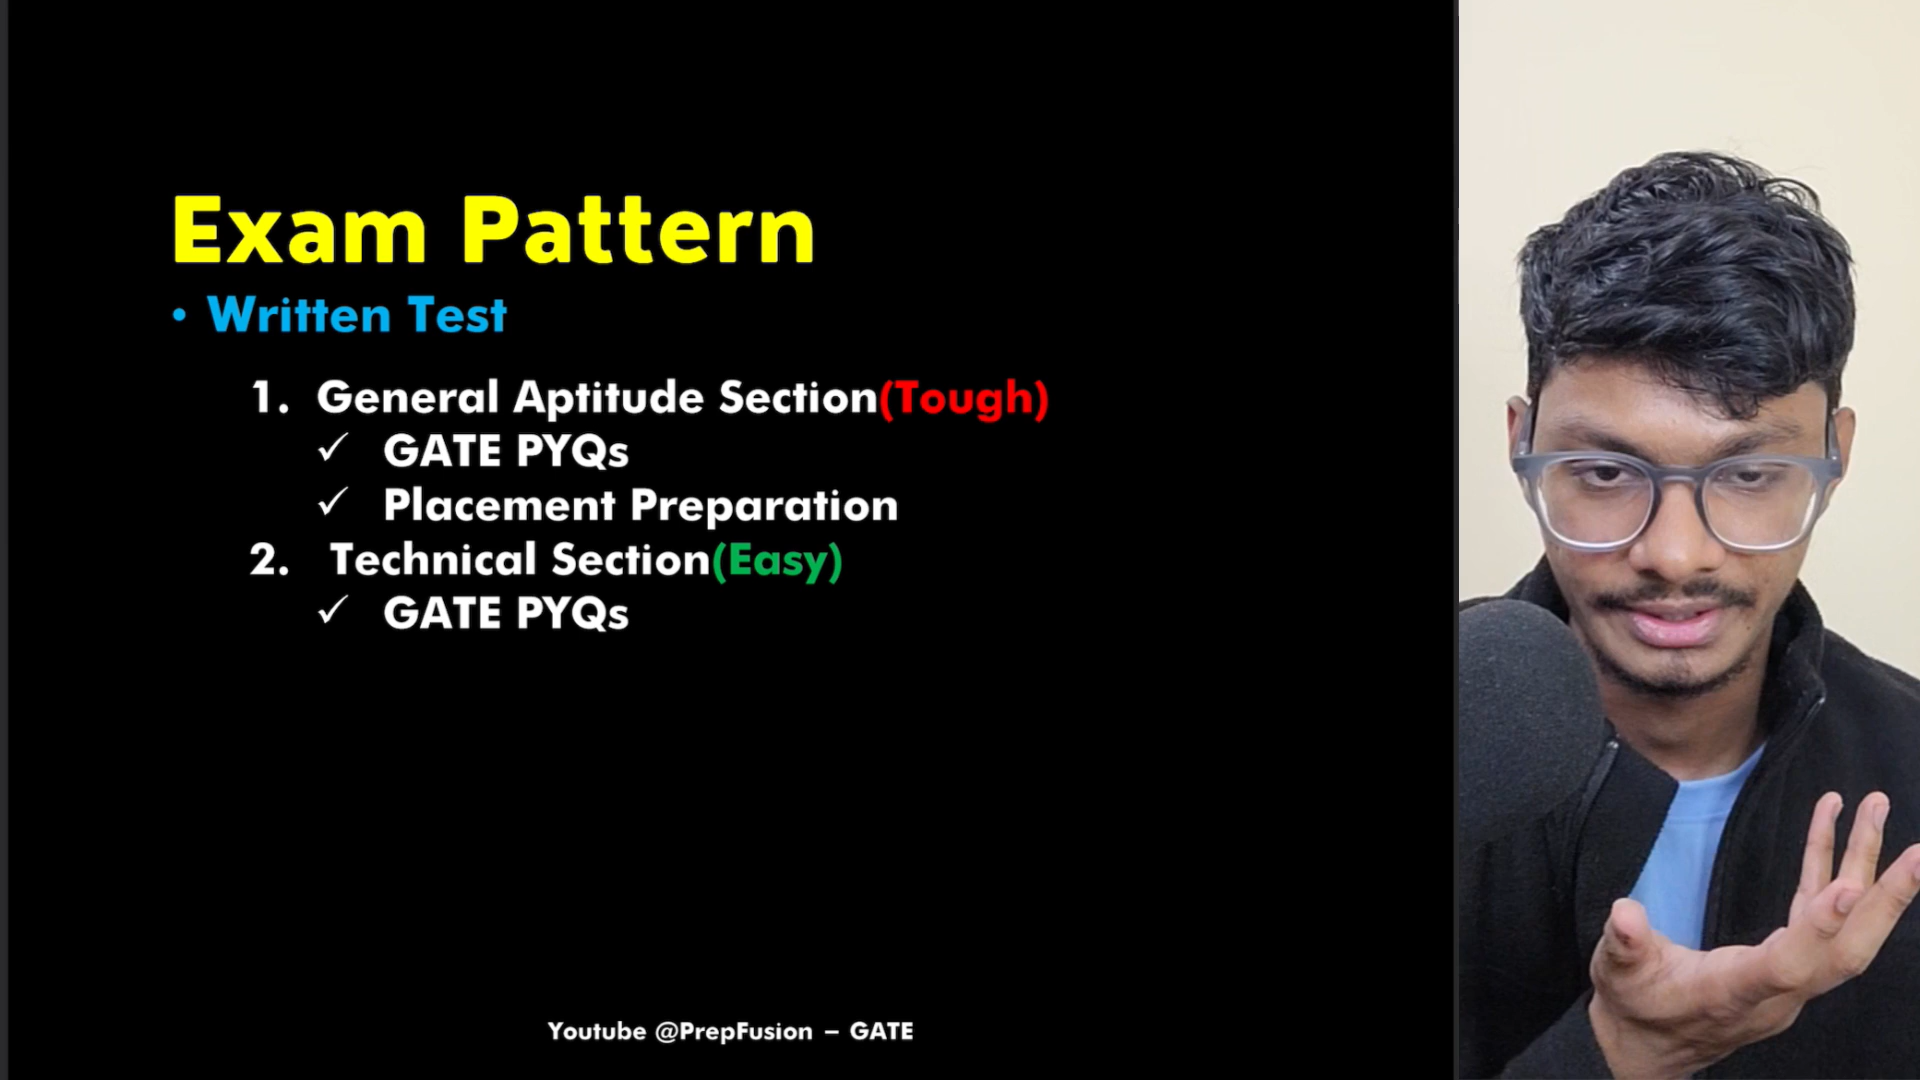 Exam Pattern
• Written Test
1. General Aptitude Section(Tough)
✓ GATE PYQs
✓ Placement Preparation
2. Technical Section(Easy)
✓ GATE PYQs
Youtube @PrepFusion – GATE